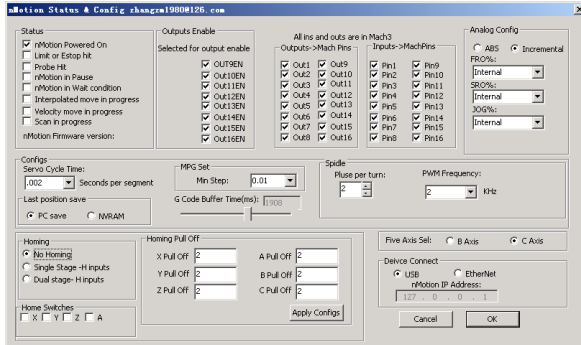 nMotion Status & Config zhangzm1980@126.com
Status
nMotion Powered On
Limit or Estop hit
Probe Hit
nMotion in Pause
nMotion in Wait condition
Interpolated move in progress
Velocity move in progress
Scan in progress
nMotion Firmware version:
Outputs Enable
Selected for output enable
OUT9EN
Out10EN
Out11EN
Out12EN
Out13EN
Out14EN
Out15EN
Out16EN
All ins and outs are in Mach3
Outputs->Mach Pins
Out1 Out9
Out2 Out10
Out3 Out11
Out4 Out12
Out5 Out13
Out6 Out14
Out7 Out15
Out8 Out16
Inputs->MachPins
Pin1 Pin9
Pin2 Pin10
Pin3 Pin11
Pin4 Pin12
Pin5 Pin13
Pin6 Pin14
Pin7 Pin15
Pin8 Pin16
Analog Config
ABS Incremental
FRO%:
Internal
SRO%:
Internal
JOG%:
Internal
Configs
Servo Cycle Time:
.002 Seconds per segment
Last position save
PC save NVRAM
MPG Set
Min Step: 0.01
G Code Buffer Time(ms): 1908
Spidle
Pluse per turn:
2
PWM Frequency:
2 KHz
Homing
No Homing
Single Stage -H inputs
Dual stage- H inputs
Home Switches
X Y Z A
Homing Pull Off
X Pull Off 2 A Pull Off 2
Y Pull Off 2 B Pull Off 2
Z Pull Off 2 C Pull Off 2
Apply Configs
Five Axis Sel: B Axis C Axis
Deivce Connect
USB EtherNet
nMotion IP Address:
127 . 0 . 0 . 1
Cancel OK